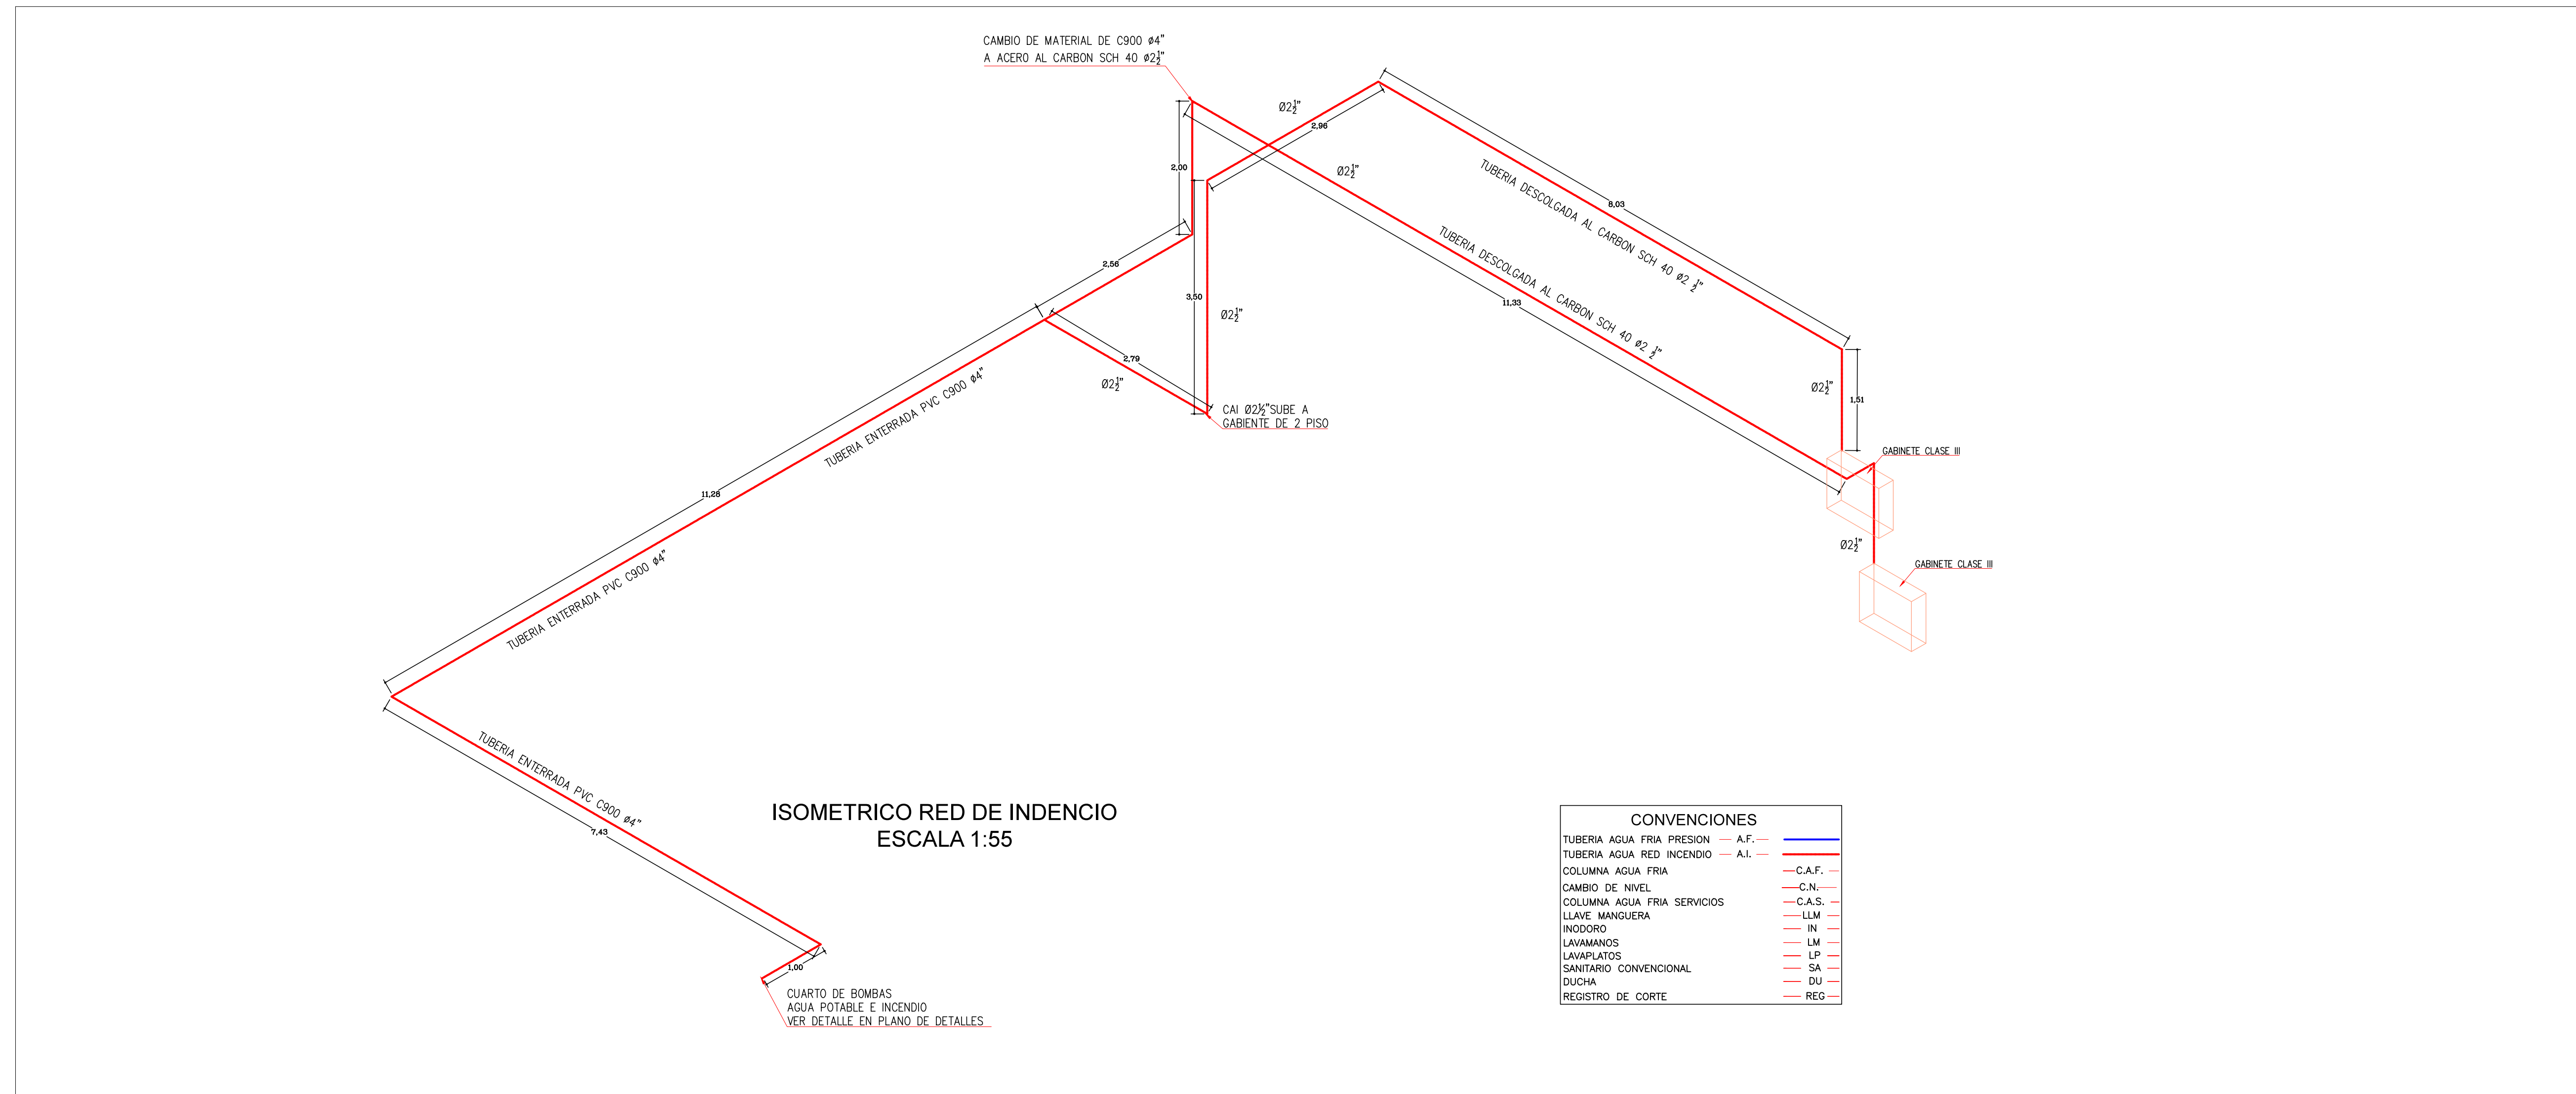 CAMBIO DE MATERIAL DE C900 ø4"
A ACERO AL CARBON SCH 40 ø2½"
Ø2½"
2,96
2,00
Ø2½"
TUBERIA DESCOLGADA AL CARBON SCH 40 ø2 ½"
8,03
TUBERIA DESCOLGADA AL CARBON SCH 40 ø2 ½"
11,33
2,56
3,50
Ø2½"
2,79
Ø2½"
CAI Ø2½"SUBE A
GABIENTE DE 2 PISO
Ø2½"
1,51
GABINETE CLASE III
Ø2½"
GABINETE CLASE III
TUBERIA ENTERRADA PVC C900 ø4"
11,28
TUBERIA ENTERRADA PVC C900 ø4"
TUBERIA ENTERRADA PVC C900 ø4"
7,43
1,00
CUARTO DE BOMBAS
AGUA POTABLE E INCENDIO
VER DETALLE EN PLANO DE DETALLES
ISOMETRICO RED DE INDENCIO
ESCALA 1:55
CONVENCIONES
TUBERIA AGUA FRIA PRESION — A.F. —
TUBERIA AGUA RED INCENDIO — A.I. —
COLUMNA AGUA FRIA C.A.F.
CAMBIO DE NIVEL C.N.
COLUMNA AGUA FRIA SERVICIOS C.A.S.
LLAVE MANGUERA LLM
INODORO IN
LAVAMANOS LM
LAVAPLATOS LP
SANITARIO CONVENCIONAL SA
DUCHA DU
REGISTRO DE CORTE REG